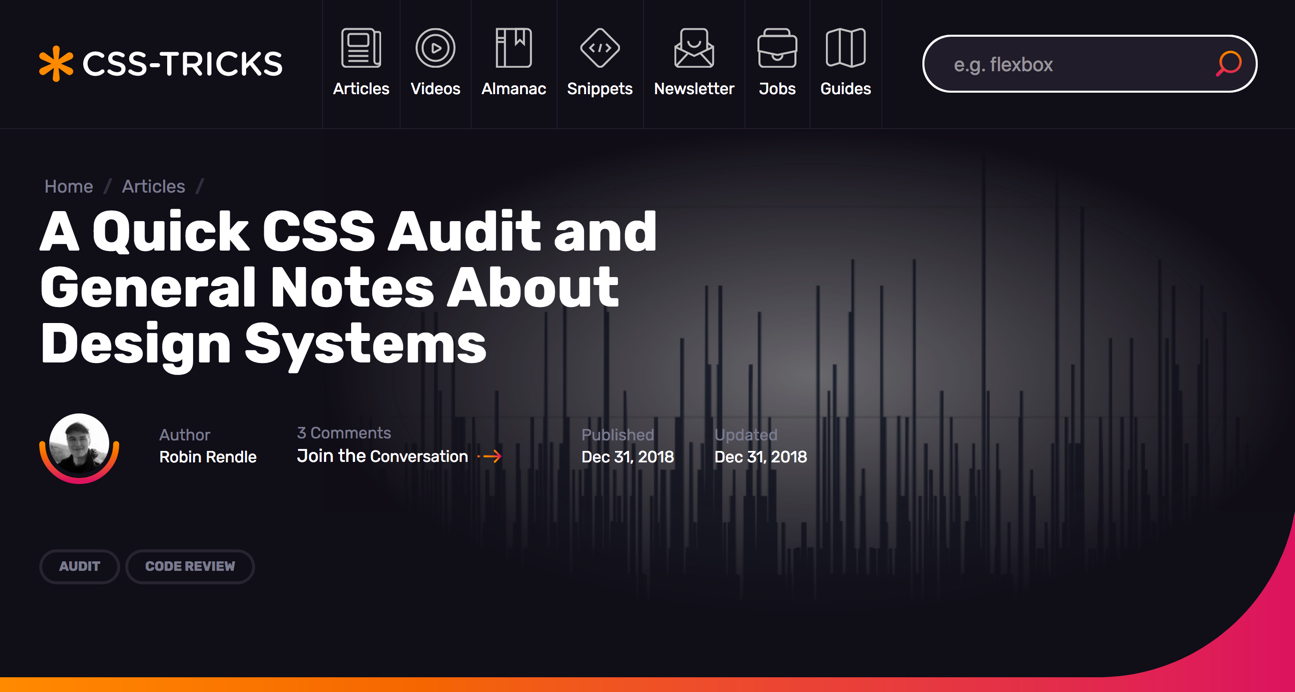 CSS-TRICKS
Articles
Videos
Almanac
Snippets
Newsletter
Jobs
Guides
e.g. flexbox
Home / Articles /
A Quick CSS Audit and
General Notes About
Design Systems
Author
Robin Rendle
3 Comments
Join the Conversation
Published
Dec 31, 2018
Updated
Dec 31, 2018
AUDIT
CODE REVIEW